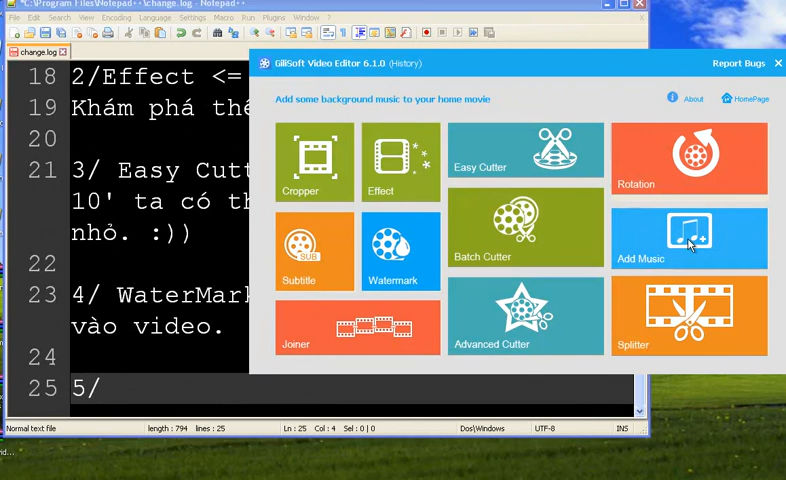 *C:\Program Files\Notepad++\change.log - Notepad++
File Edit Search View Encoding Language Settings Macro Run Plugins Window ?
change.log
18 2/Effect <=
19 Khám phá
20
21 3/ Easy Cutt
10' ta có
nhỏ. :))
22
23 4/ WaterMark
vào video.
24
25 5/
Normal text file length : 794 lines : 25 Ln : 25 Col : 4 Sel : 0 | 0 Dos\Windows UTF-8 INS
GiliSoft Video Editor 6.1.0 (History) Report Bugs
Add some background music to your home movie About HomePage
Cropper
Effect
Easy Cutter
Rotation
Subtitle
Watermark
Batch Cutter
Add Music
Joiner
Advanced Cutter
Splitter
SUB